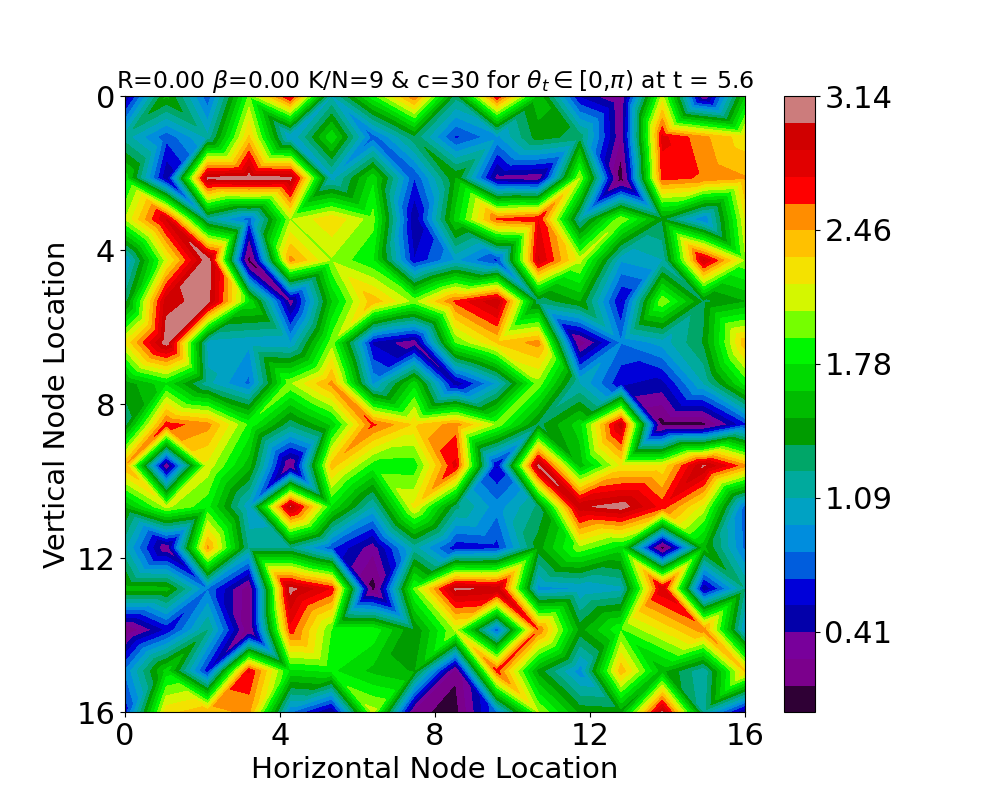 R=0.00 β=0.00 K/N=9 & c=30 for θₜ ∈ [0,π) at t = 5.6
0
4
8
12
16
Vertical Node Location
0 4 8 12 16
Horizontal Node Location
3.14
2.46
1.78
1.09
0.41